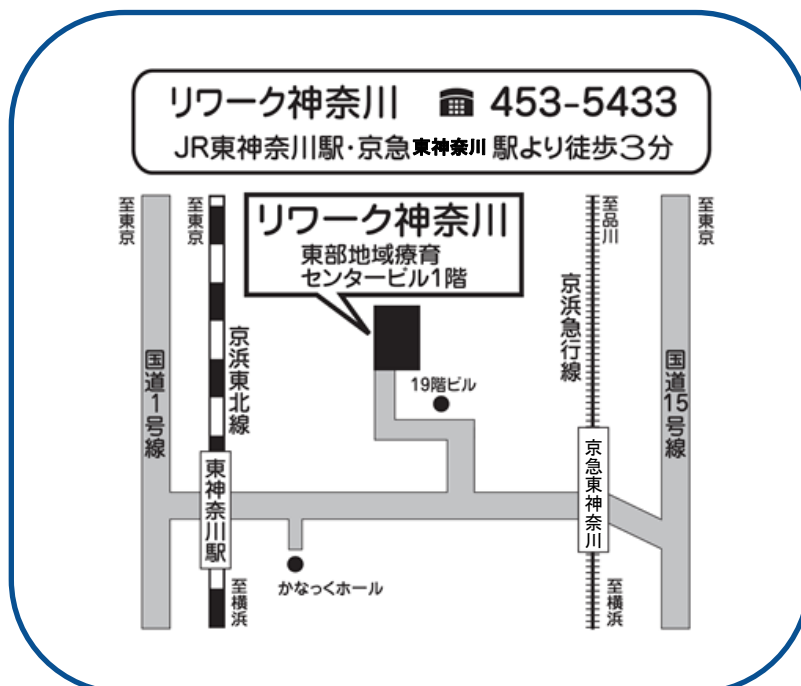 リワーク神奈川 ☎ 453-5433
JR東神奈川駅・京急東神奈川駅より徒歩3分
至東京
至東京
リワーク神奈川
東部地域療育
センタービル1階
至品川
至東京
国道1号線
京浜東北線
19階ビル
京浜急行線
国道15号線
東神奈川駅
京急東神奈川
かなっくホール
至横浜
至横浜